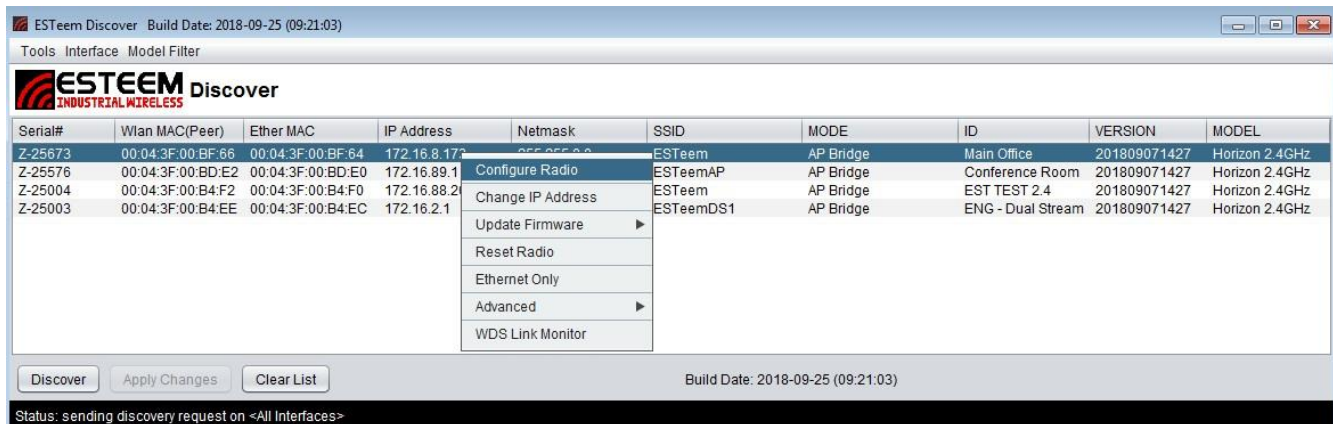 ESTeem Discover Build Date: 2018-09-25 (09:21:03)
Tools Interface Model Filter
ESTEEM Discover
INDUSTRIAL WIRELESS
Serial# Wlan MAC(Peer) Ether MAC IP Address Netmask SSID MODE ID VERSION MODEL
Z-25673 00:04:3F:00:BF:66 00:04:3F:00:BF:64 172.16.8.173 ESTeem AP Bridge Main Office 201809071427 Horizon 2.4GHz
Z-25576 00:04:3F:00:BD:E2 00:04:3F:00:BD:E0 172.16.89.1 ESTeemAP AP Bridge Conference Room 201809071427 Horizon 2.4GHz
Z-25004 00:04:3F:00:B4:F2 00:04:3F:00:B4:F0 172.16.88.20 ESTeem AP Bridge EST TEST 2.4 201809071427 Horizon 2.4GHz
Z-25003 00:04:3F:00:B4:EE 00:04:3F:00:B4:EC 172.16.2.1 ESTeemDS1 AP Bridge ENG - Dual Stream 201809071427 Horizon 2.4GHz
Configure Radio
Change IP Address
Update Firmware
Reset Radio
Ethernet Only
Advanced
WDS Link Monitor
Discover Apply Changes Clear List Build Date: 2018-09-25 (09:21:03)
Status: sending discovery request on <All Interfaces>